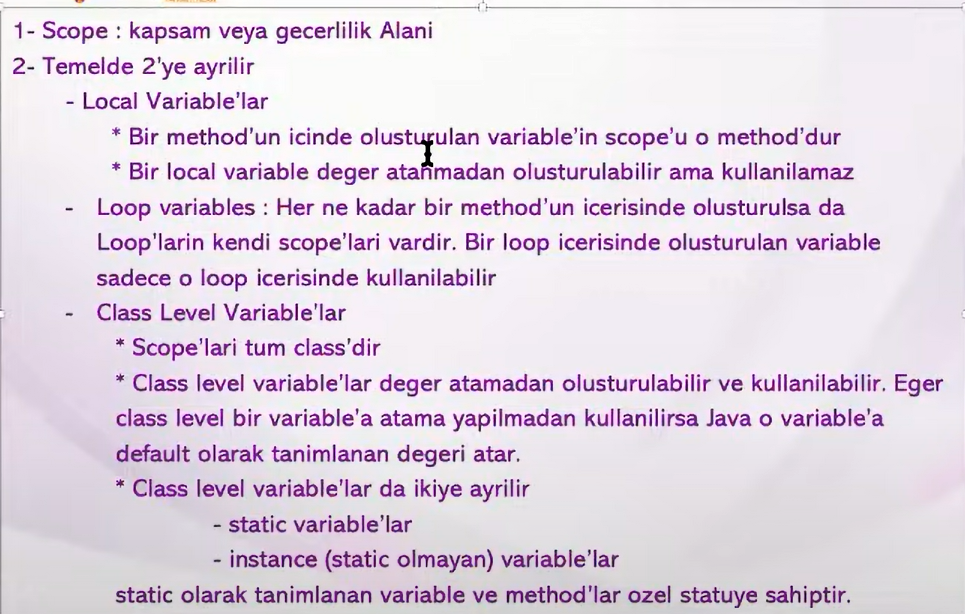 1- Scope : kapsam veya gecerlilik Alani
2- Temelde 2'ye ayrilir
- Local Variable'lar
* Bir method'un icinde olusturulan variable'in scope'u o method'dur
* Bir local variable deger atanmadan olusturulabilir ama kullanilamaz
- Loop variables : Her ne kadar bir method'un icerisinde olusturulsa da
Loop'larin kendi scope'lari vardir. Bir loop icerisinde olusturulan variable
sadece o loop icerisinde kullanilabilir
- Class Level Variable'lar
* Scope'lari tum class'dir
* Class level variable'lar deger atamadan olusturulabilir ve kullanilabilir. Eger
class level bir variable'a atama yapilmadan kullanilirsa Java o variable'a
default olarak tanimlanan degeri atar.
* Class level variable'lar da ikiye ayrilir
- static variable'lar
- instance (static olmayan) variable'lar
static olarak tanimlanan variable ve method'lar ozel statuye sahiptir.